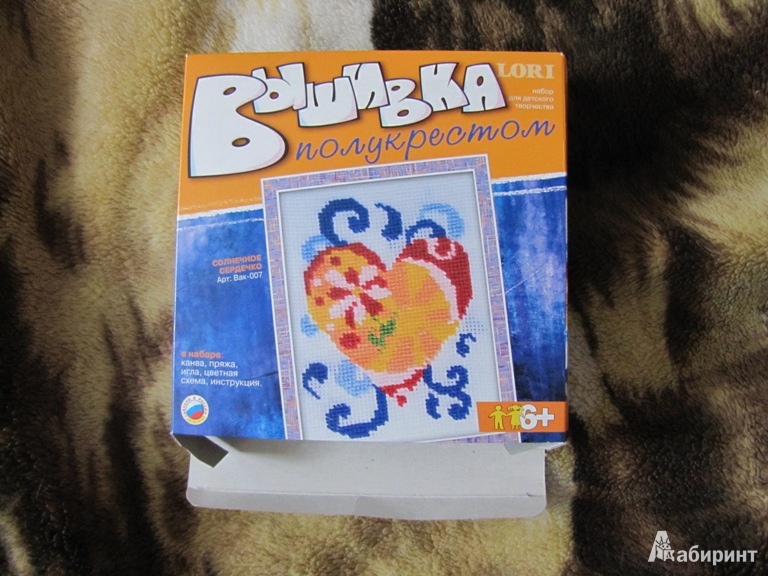 Вышивка
полукрестом
LORI
набор
для детского
творчества
СОЛНЕЧНОЕ
СЕРДЕЧКО
Арт: Вак-007
в наборе:
канва, пряжа,
игла, цветная
схема, инструкция.
6+
Лабиринт